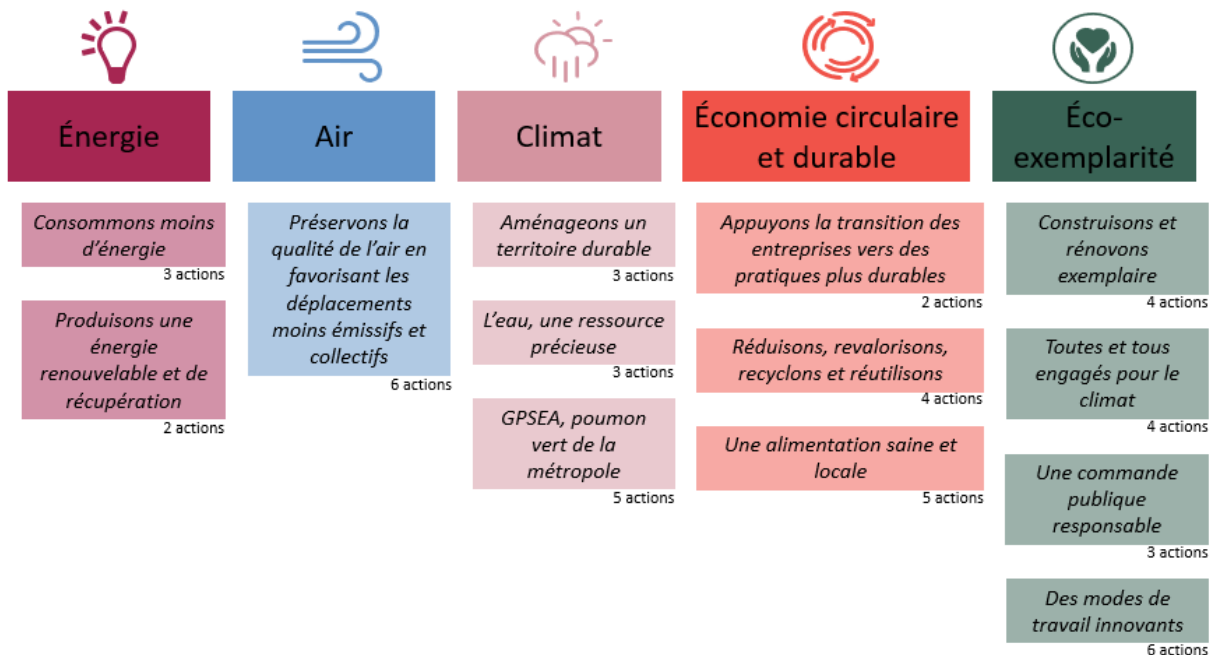 Énergie
Consommons moins
d’énergie
3 actions
Produisons une
énergie
renouvelable et de
récupération
2 actions
Air
Préservons la
qualité de l’air en
favorisant les
déplacements
moins émissifs et
collectifs
6 actions
Climat
Aménageons un
territoire durable
3 actions
L’eau, une ressource
précieuse
3 actions
GPSEA, poumon
vert de la
métropole
5 actions
Économie circulaire
et durable
Appuyons la transition des
entreprises vers des
pratiques plus durables
2 actions
Réduisons, revalorisons,
recyclons et réutilisons
4 actions
Une alimentation saine et
locale
5 actions
Éco-
exemplarité
Construisons et
rénovons
exemplaire
4 actions
Toutes et tous
engagés pour le
climat
4 actions
Une commande
publique
responsable
3 actions
Des modes de
travail innovants
6 actions